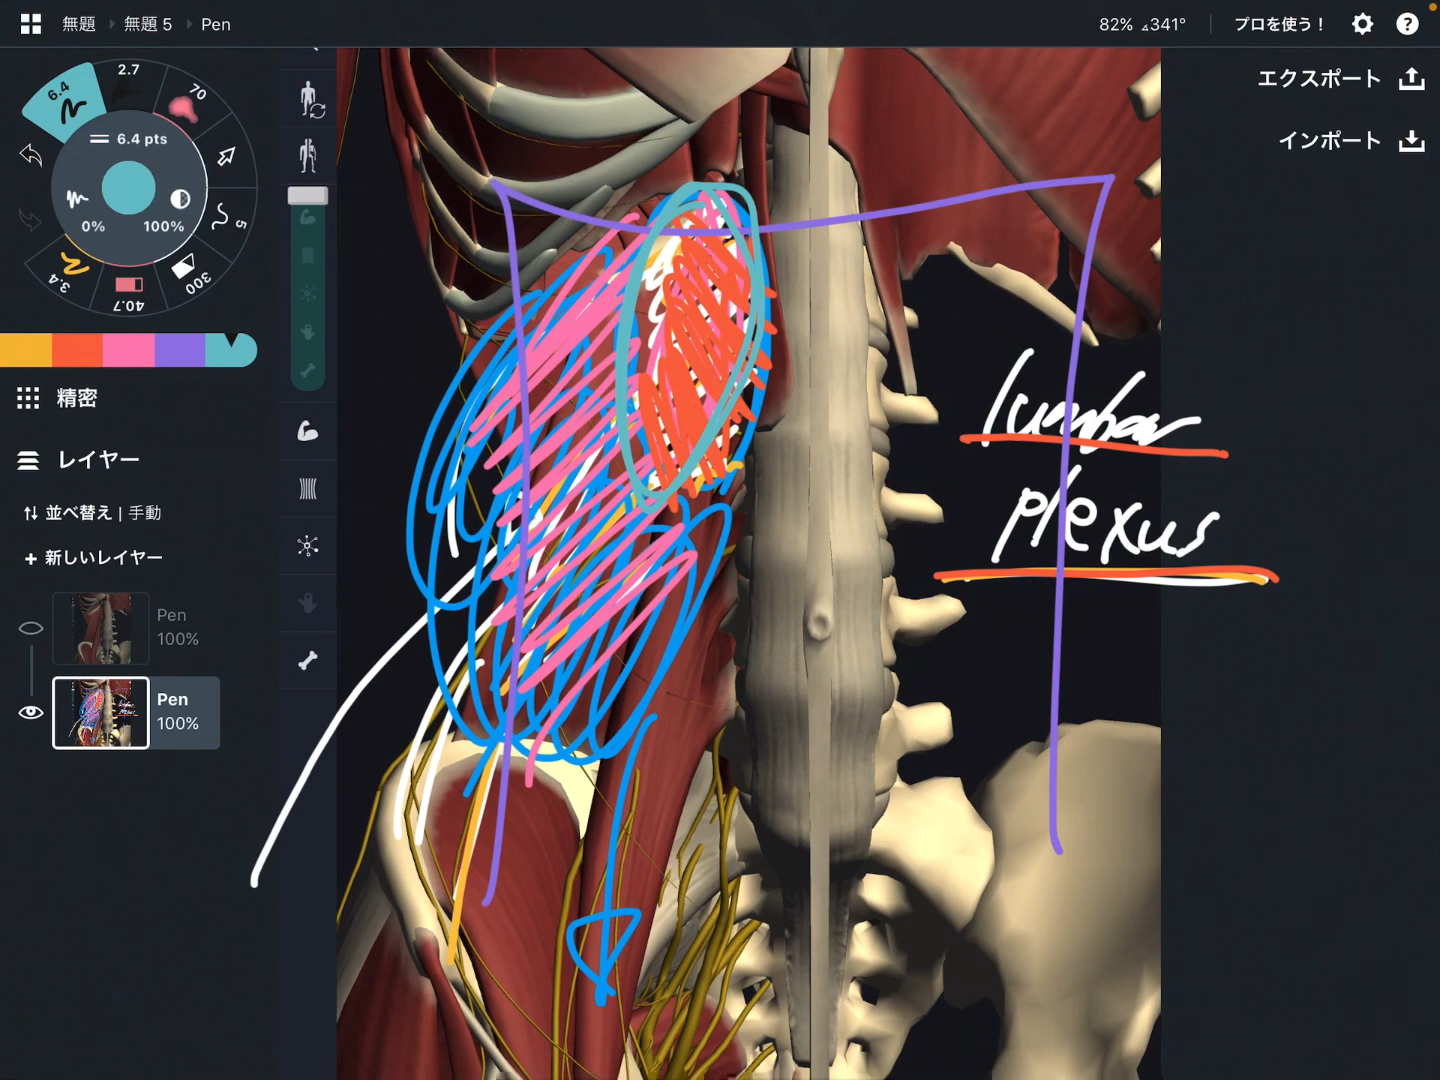 無題 無題 5 Pen
82% ⊿341°
プロを使う！
エクスポート
インポート
6.4
2.7
70
5
300
40.7
3.4
6.4 pts
0%
100%
精密
レイヤー
並べ替え | 手動
+ 新しいレイヤー
Pen
100%
Pen
100%
lumbar
plexus